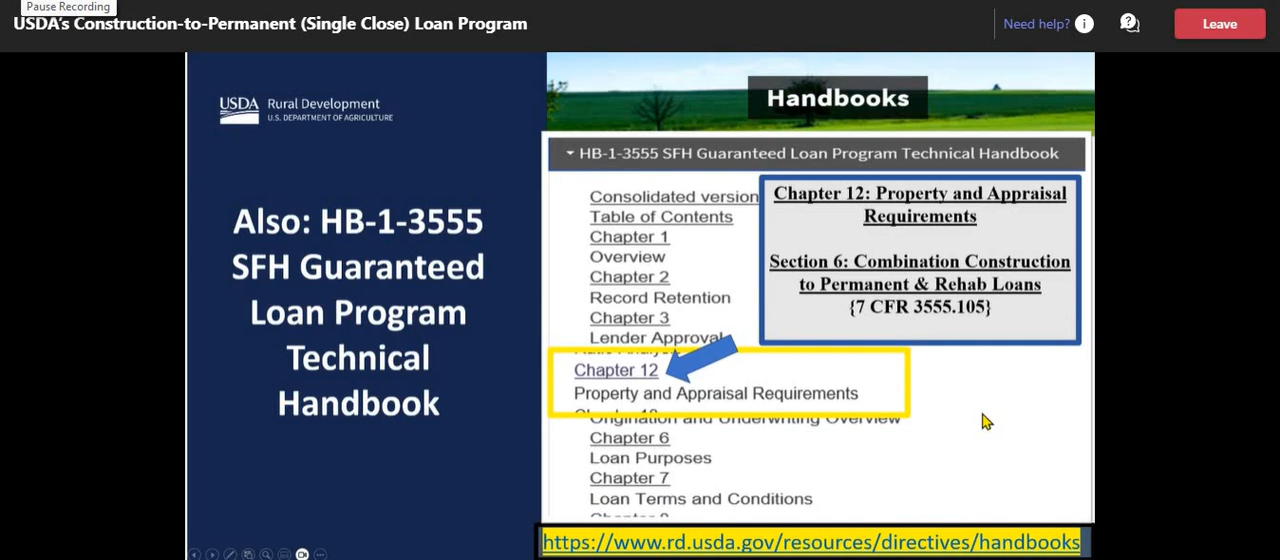 Pause Recording
USDA's Construction-to-Permanent (Single Close) Loan Program
Need help?
Leave
USDA Rural Development
U.S. DEPARTMENT OF AGRICULTURE
Also: HB-1-3555
SFH Guaranteed
Loan Program
Technical
Handbook
Handbooks
HB-1-3555 SFH Guaranteed Loan Program Technical Handbook
Consolidated version
Table of Contents
Chapter 1
Overview
Chapter 2
Record Retention
Chapter 3
Lender Approval
Chapter 12: Property and Appraisal
Requirements
Section 6: Combination Construction
to Permanent & Rehab Loans
{7 CFR 3555.105}
Chapter 12
Property and Appraisal Requirements
Origination and Underwriting Overview
Chapter 6
Loan Purposes
Chapter 7
Loan Terms and Conditions
https://www.rd.usda.gov/resources/directives/handbooks